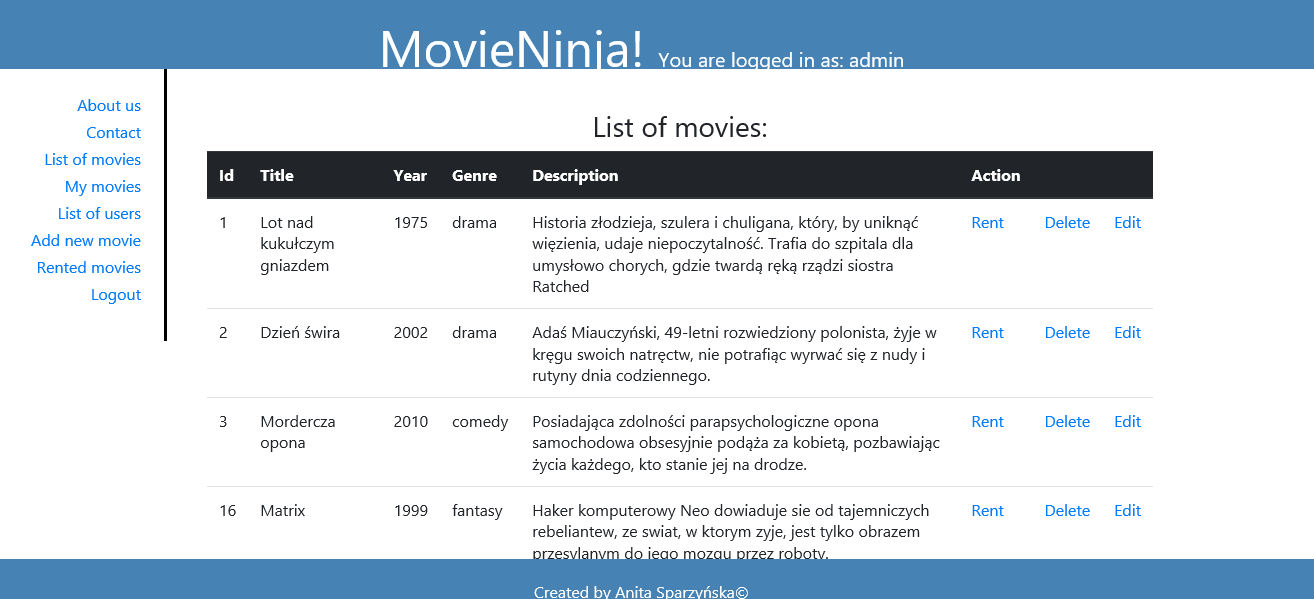 MovieNinja! You are logged in as: admin
About us
Contact
List of movies
My movies
List of users
Add new movie
Rented movies
Logout
List of movies:
Id Title Year Genre Description Action
1 Lot nad 1975 drama Historia złodzieja, szulera i chuligana, który, by uniknąć Rent Delete Edit
kukułczym więzienia, udaje niepoczytalność. Trafia do szpitala dla
gniazdem umysłowo chorych, gdzie twardą ręką rządzi siostra
Ratched
2 Dzień świra 2002 drama Adaś Miauczyński, 49-letni rozwiedziony polonista, żyje w Rent Delete Edit
kręgu swoich natręctw, nie potrafiąc wyrwać się z nudy i
rutyny dnia codziennego.
3 Mordercza 2010 comedy Posiadająca zdolności parapsychologiczne opona Rent Delete Edit
opona samochodowa obsesyjnie podąża za kobietą, pozbawiając
życia każdego, kto stanie jej na drodze.
16 Matrix 1999 fantasy Haker komputerowy Neo dowiaduje sie od tajemniczych Rent Delete Edit
rebeliantew, ze swiat, w ktorym zyje, jest tylko obrazem
przesylanym do jego mozgu przez roboty.
Created by Anita Sparzyńska©